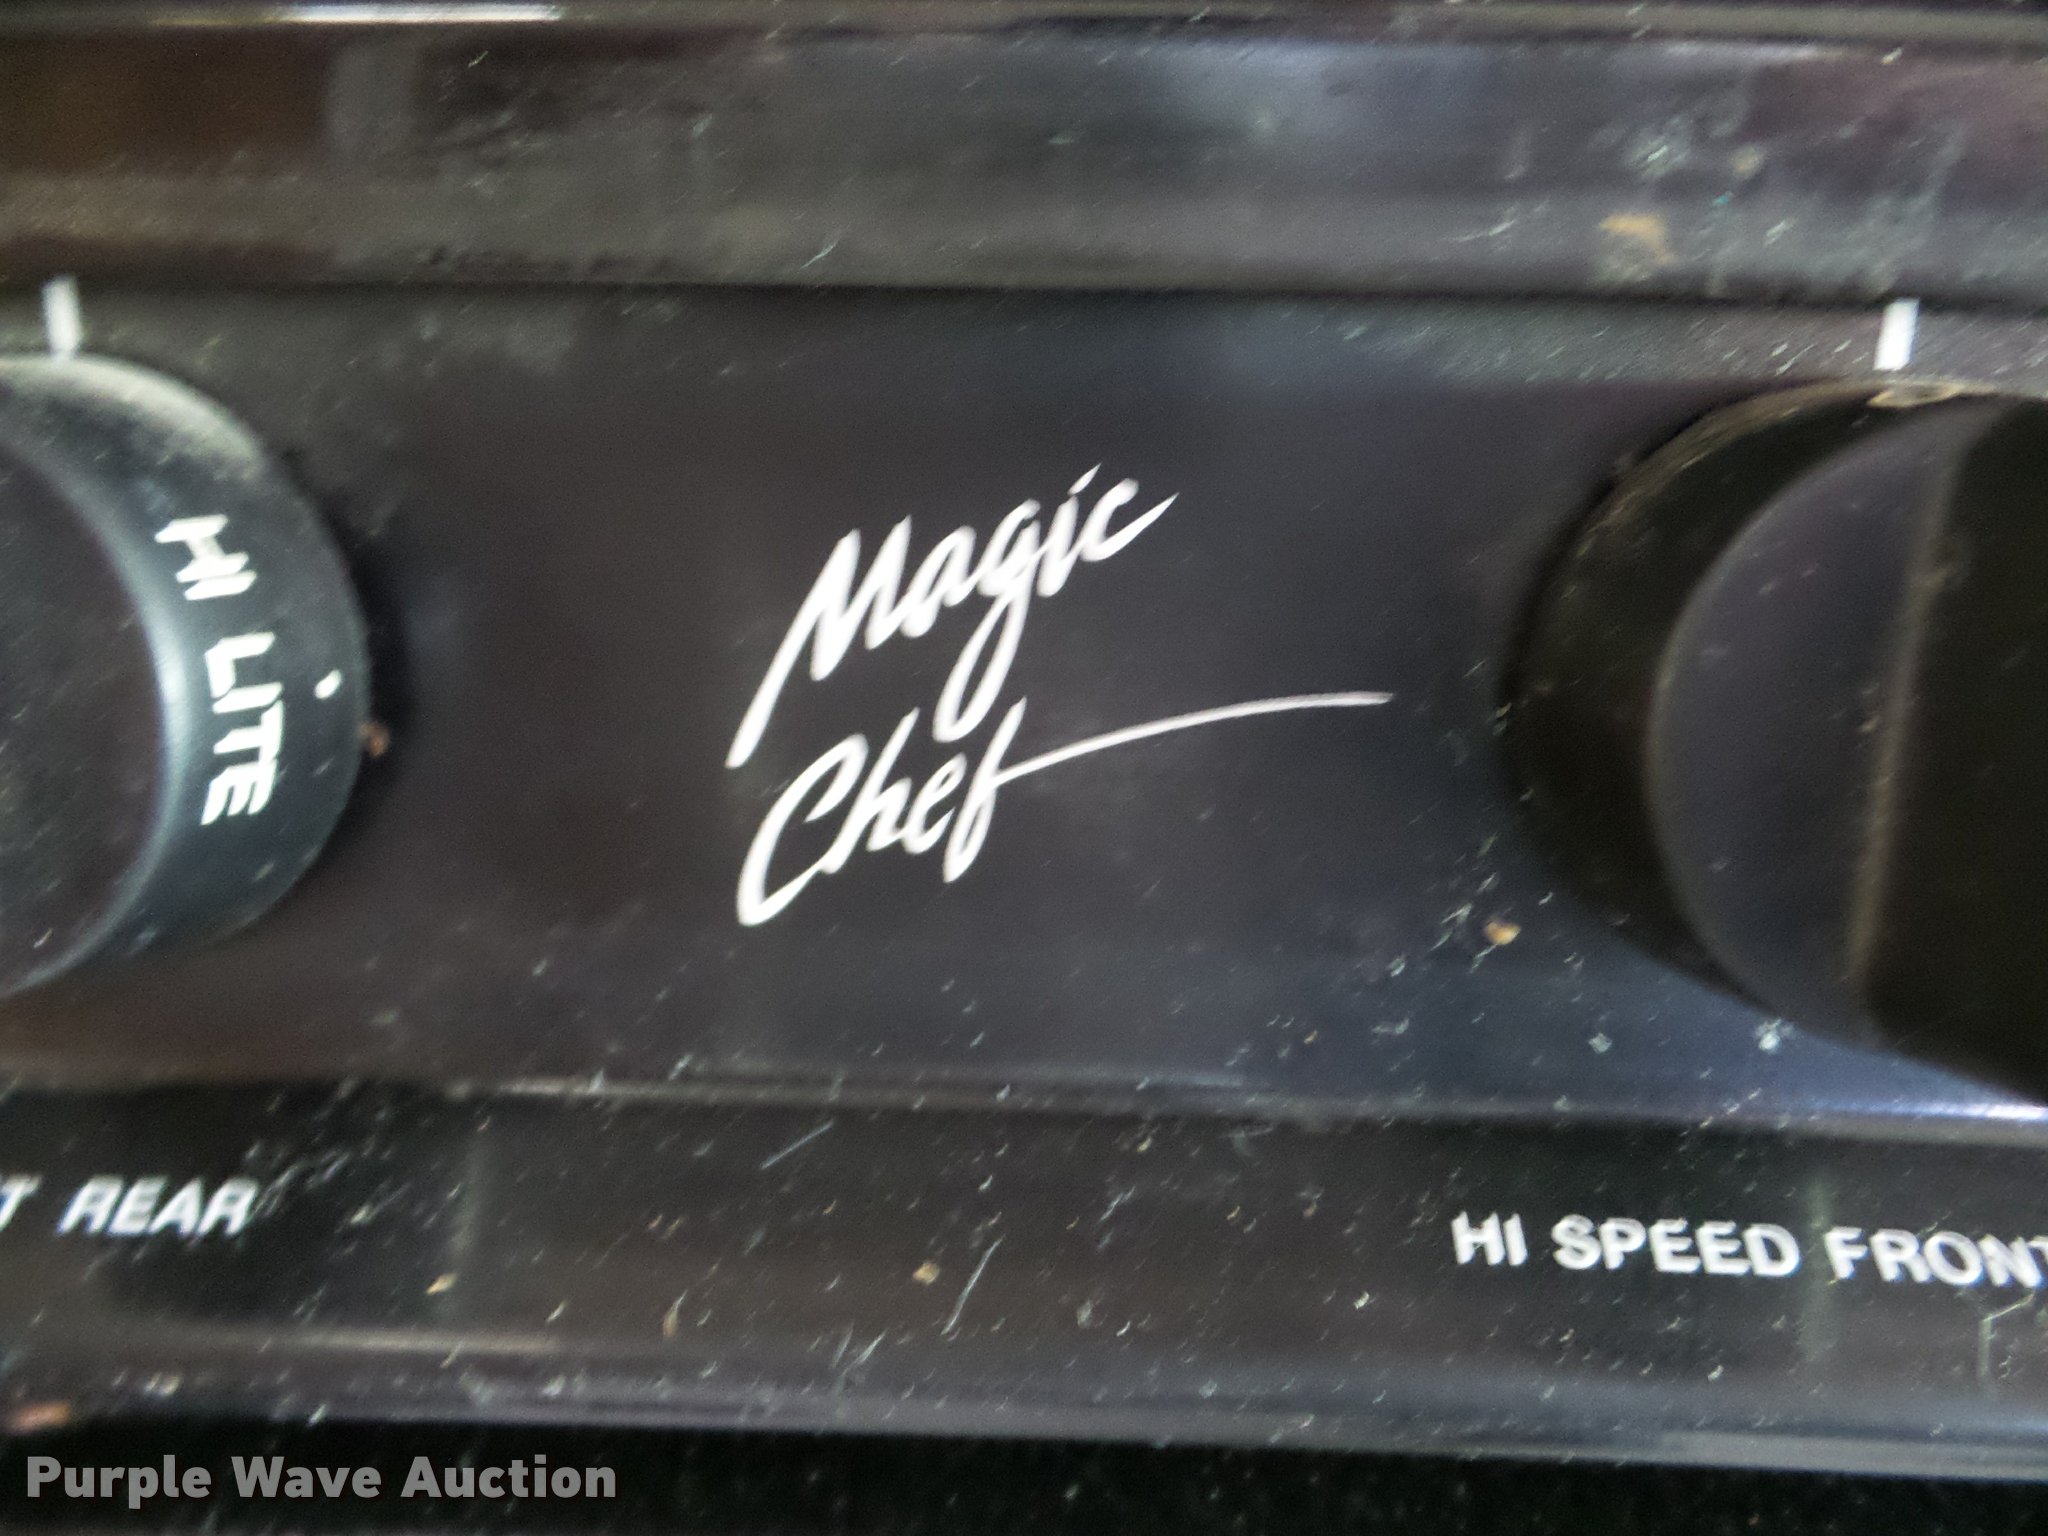 HI LITE
Magic
Chef
T REAR
HI SPEED FRONT
Purple Wave Auction